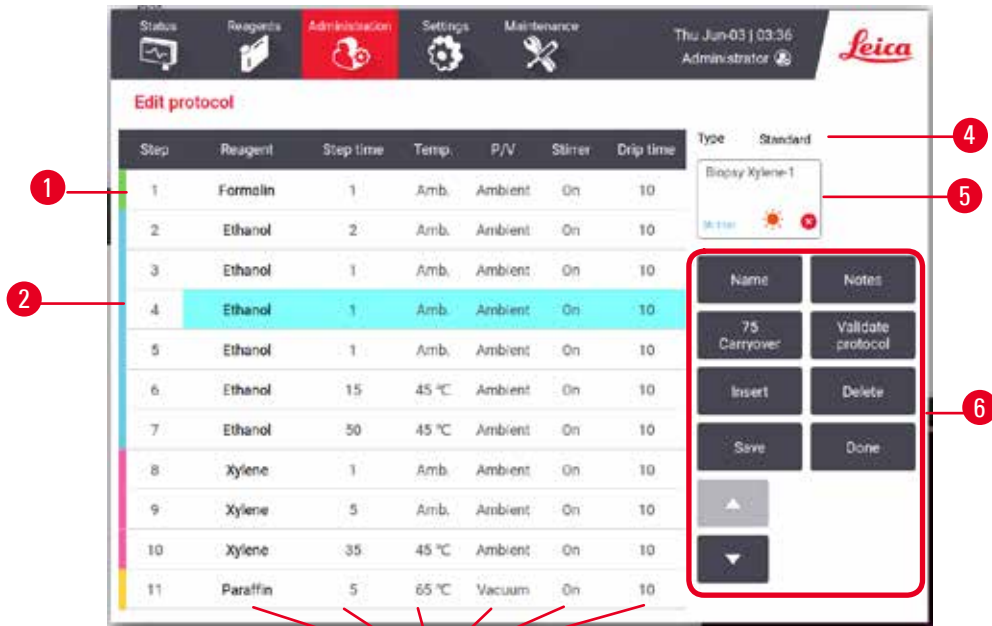 Status Reagents Administration Settings Maintenance
Thu Jun-03 | 03:36
Administrator
Leica
Edit protocol
Step Reagent Step time Temp. P/V Stirrer Drip time
1 Formalin 1 Amb. Ambient On 10
2 Ethanol 2 Amb. Ambient On 10
3 Ethanol 1 Amb. Ambient On 10
4 Ethanol 1 Amb. Ambient On 10
5 Ethanol 1 Amb. Ambient On 10
6 Ethanol 15 45 °C Ambient On 10
7 Ethanol 50 45 °C Ambient On 10
8 Xylene 1 Amb. Ambient On 10
9 Xylene 5 Amb. Ambient On 10
10 Xylene 35 45 °C Ambient On 10
11 Paraffin 5 65 °C Vacuum On 10
Type Standard
Biopsy Xylene-1
Name Notes
75 Carryover
Validate protocol
Insert Delete
Save Done
1
2
4
5
6